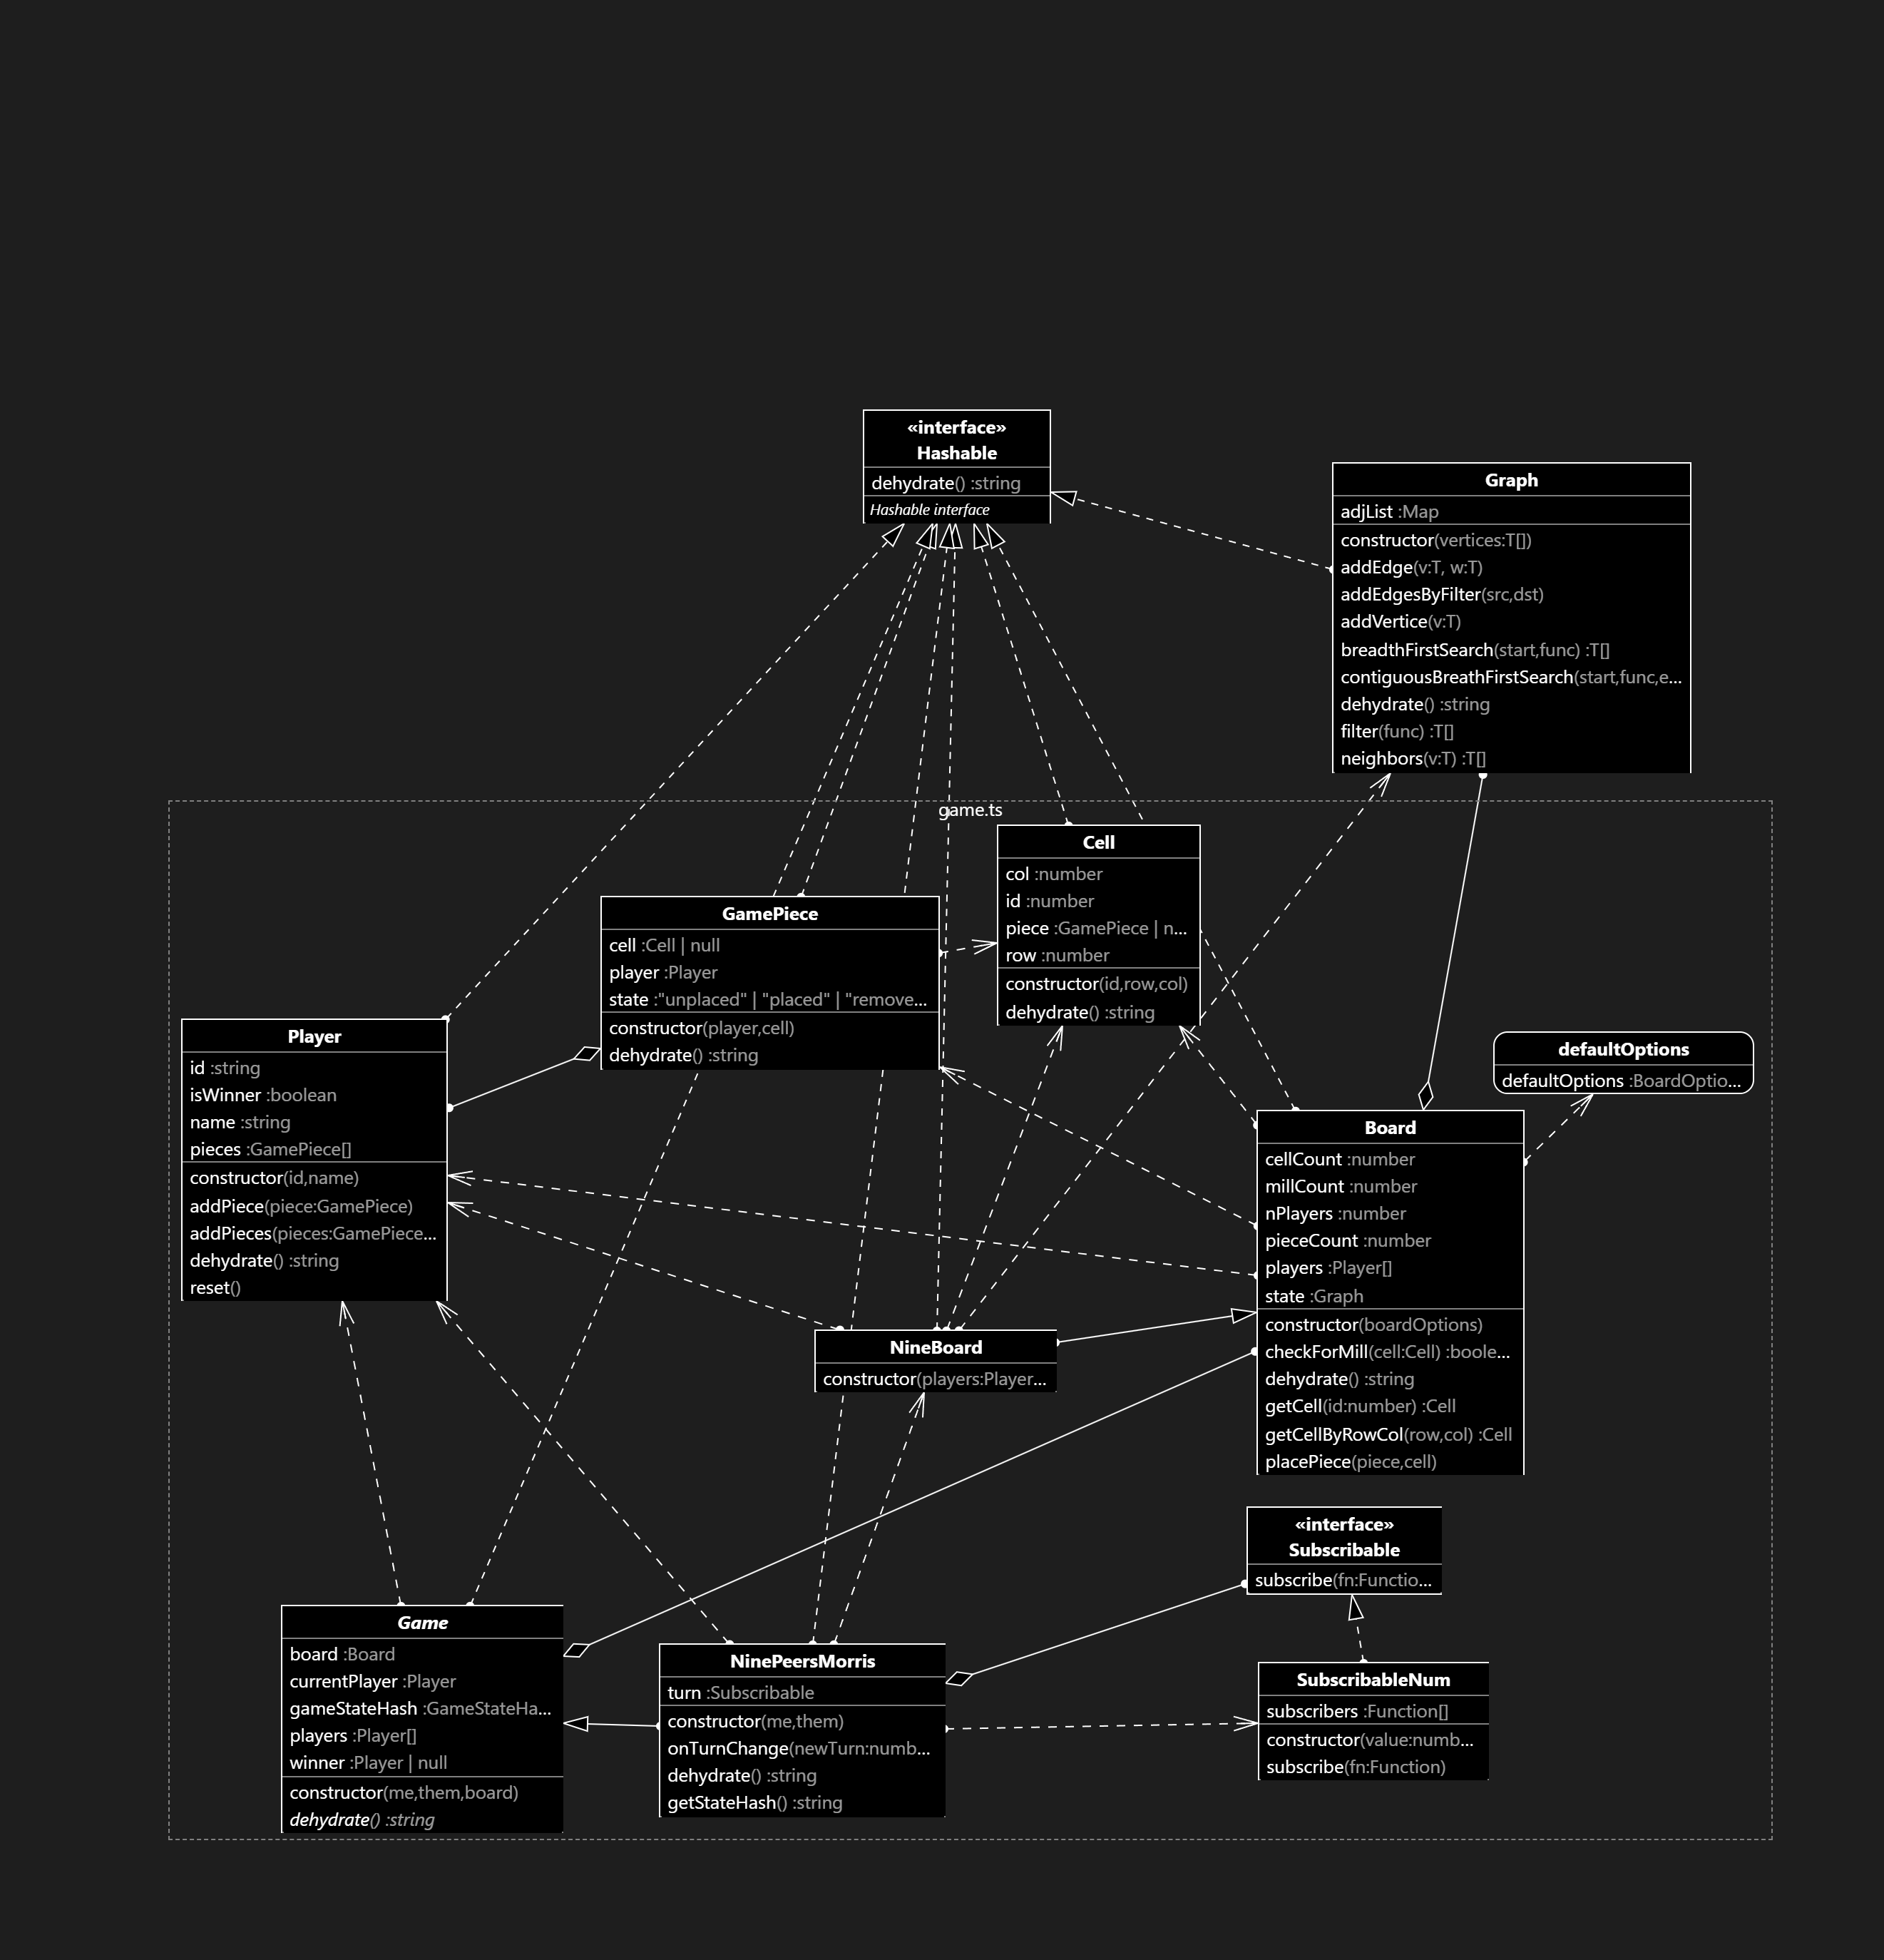 «interface»
Hashable
dehydrate() :string
Hashable interface
Graph
adjList :Map
constructor(vertices:T[])
addEdge(v:T, w:T)
addEdgesByFilter(src,dst)
addVertice(v:T)
breadthFirstSearch(start,func) :T[]
contiguousBreathFirstSearch(start,func,e...
dehydrate() :string
filter(func) :T[]
neighbors(v:T) :T[]
game.ts
Cell
col :number
id :number
piece :GamePiece | n...
row :number
constructor(id,row,col)
dehydrate() :string
GamePiece
cell :Cell | null
player :Player
state :"unplaced" | "placed" | "remove...
constructor(player,cell)
dehydrate() :string
Player
id :string
isWinner :boolean
name :string
pieces :GamePiece[]
constructor(id,name)
addPiece(piece:GamePiece)
addPieces(pieces:GamePiece...
dehydrate() :string
reset()
defaultOptions
defaultOptions :BoardOptio...
Board
cellCount :number
millCount :number
nPlayers :number
pieceCount :number
players :Player[]
state :Graph
constructor(boardOptions)
checkForMill(cell:Cell) :boole...
dehydrate() :string
getCell(id:number) :Cell
getCellByRowCol(row,col) :Cell
placePiece(piece,cell)
NineBoard
constructor(players:Player...
«interface»
Subscribable
subscribe(fn:Functio...
Game
board :Board
currentPlayer :Player
gameStateHash :GameStateHa...
players :Player[]
winner :Player | null
constructor(me,them,board)
dehydrate() :string
NinePeersMorris
turn :Subscribable
constructor(me,them)
onTurnChange(newTurn:numb...
dehydrate() :string
getStateHash() :string
SubscribableNum
subscribers :Function[]
constructor(value:numb...
subscribe(fn:Function)